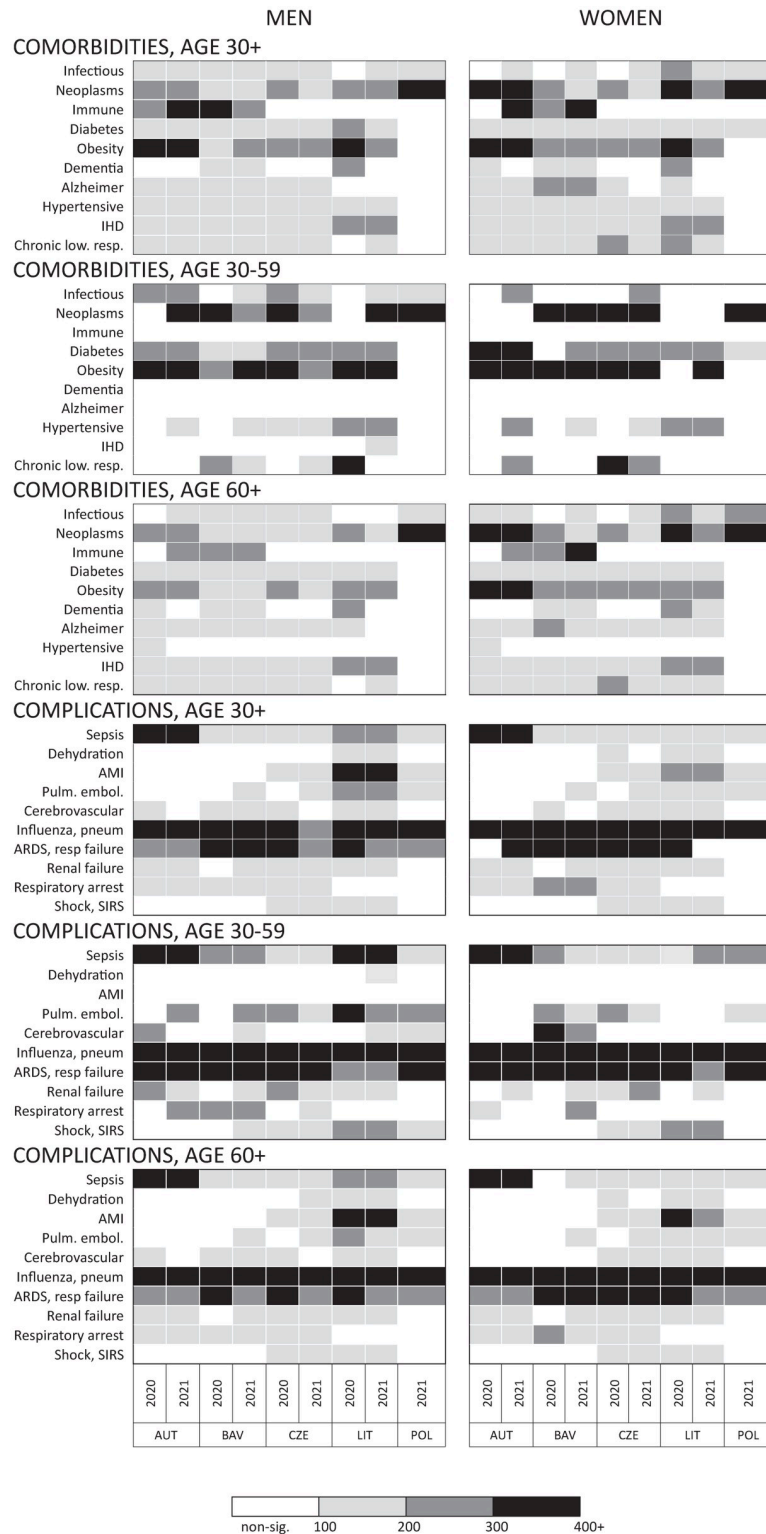 MEN WOMEN
COMORBIDITIES, AGE 30+
Infectious
Neoplasms
Immune
Diabetes
Obesity
Dementia
Alzheimer
Hypertensive
IHD
Chronic low. resp.
COMORBIDITIES, AGE 30-59
Infectious
Neoplasms
Immune
Diabetes
Obesity
Dementia
Alzheimer
Hypertensive
IHD
Chronic low. resp.
COMORBIDITIES, AGE 60+
Infectious
Neoplasms
Immune
Diabetes
Obesity
Dementia
Alzheimer
Hypertensive
IHD
Chronic low. resp.
COMPLICATIONS, AGE 30+
Sepsis
Dehydration
AMI
Pulm. embol.
Cerebrovascular
Influenza, pneum
ARDS, resp failure
Renal failure
Respiratory arrest
Shock, SIRS
COMPLICATIONS, AGE 30-59
Sepsis
Dehydration
AMI
Pulm. embol.
Cerebrovascular
Influenza, pneum
ARDS, resp failure
Renal failure
Respiratory arrest
Shock, SIRS
COMPLICATIONS, AGE 60+
Sepsis
Dehydration
AMI
Pulm. embol.
Cerebrovascular
Influenza, pneum
ARDS, resp failure
Renal failure
Respiratory arrest
Shock, SIRS
2020 2021 2020 2021 2020 2021 2020 2021 2021 2020 2021 2020 2021 2020 2021 2020 2021 2021
AUT BAV CZE LIT POL AUT BAV CZE LIT POL
non-sig. 100 200 300 400+